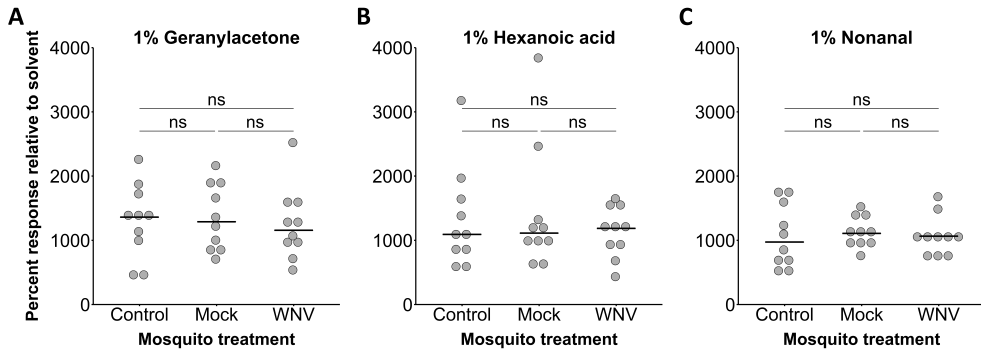 A
1% Geranylacetone
Percent response relative to solvent
4000
3000
2000
1000
0
ns
ns
ns
Control
Mock
WNV
Mosquito treatment
B
1% Hexanoic acid
4000
3000
2000
1000
0
ns
ns
ns
Control
Mock
WNV
Mosquito treatment
C
1% Nonanal
4000
3000
2000
1000
0
ns
ns
ns
Control
Mock
WNV
Mosquito treatment